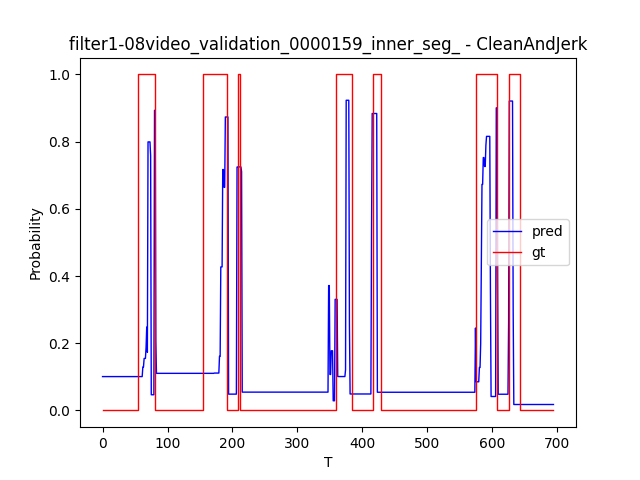 filter1-08video_validation_0000159_inner_seg_ - CleanAndJerk
1.0
0.8
0.6
0.4
0.2
0.0
Probability
pred
gt
0 100 200 300 400 500 600 700
T